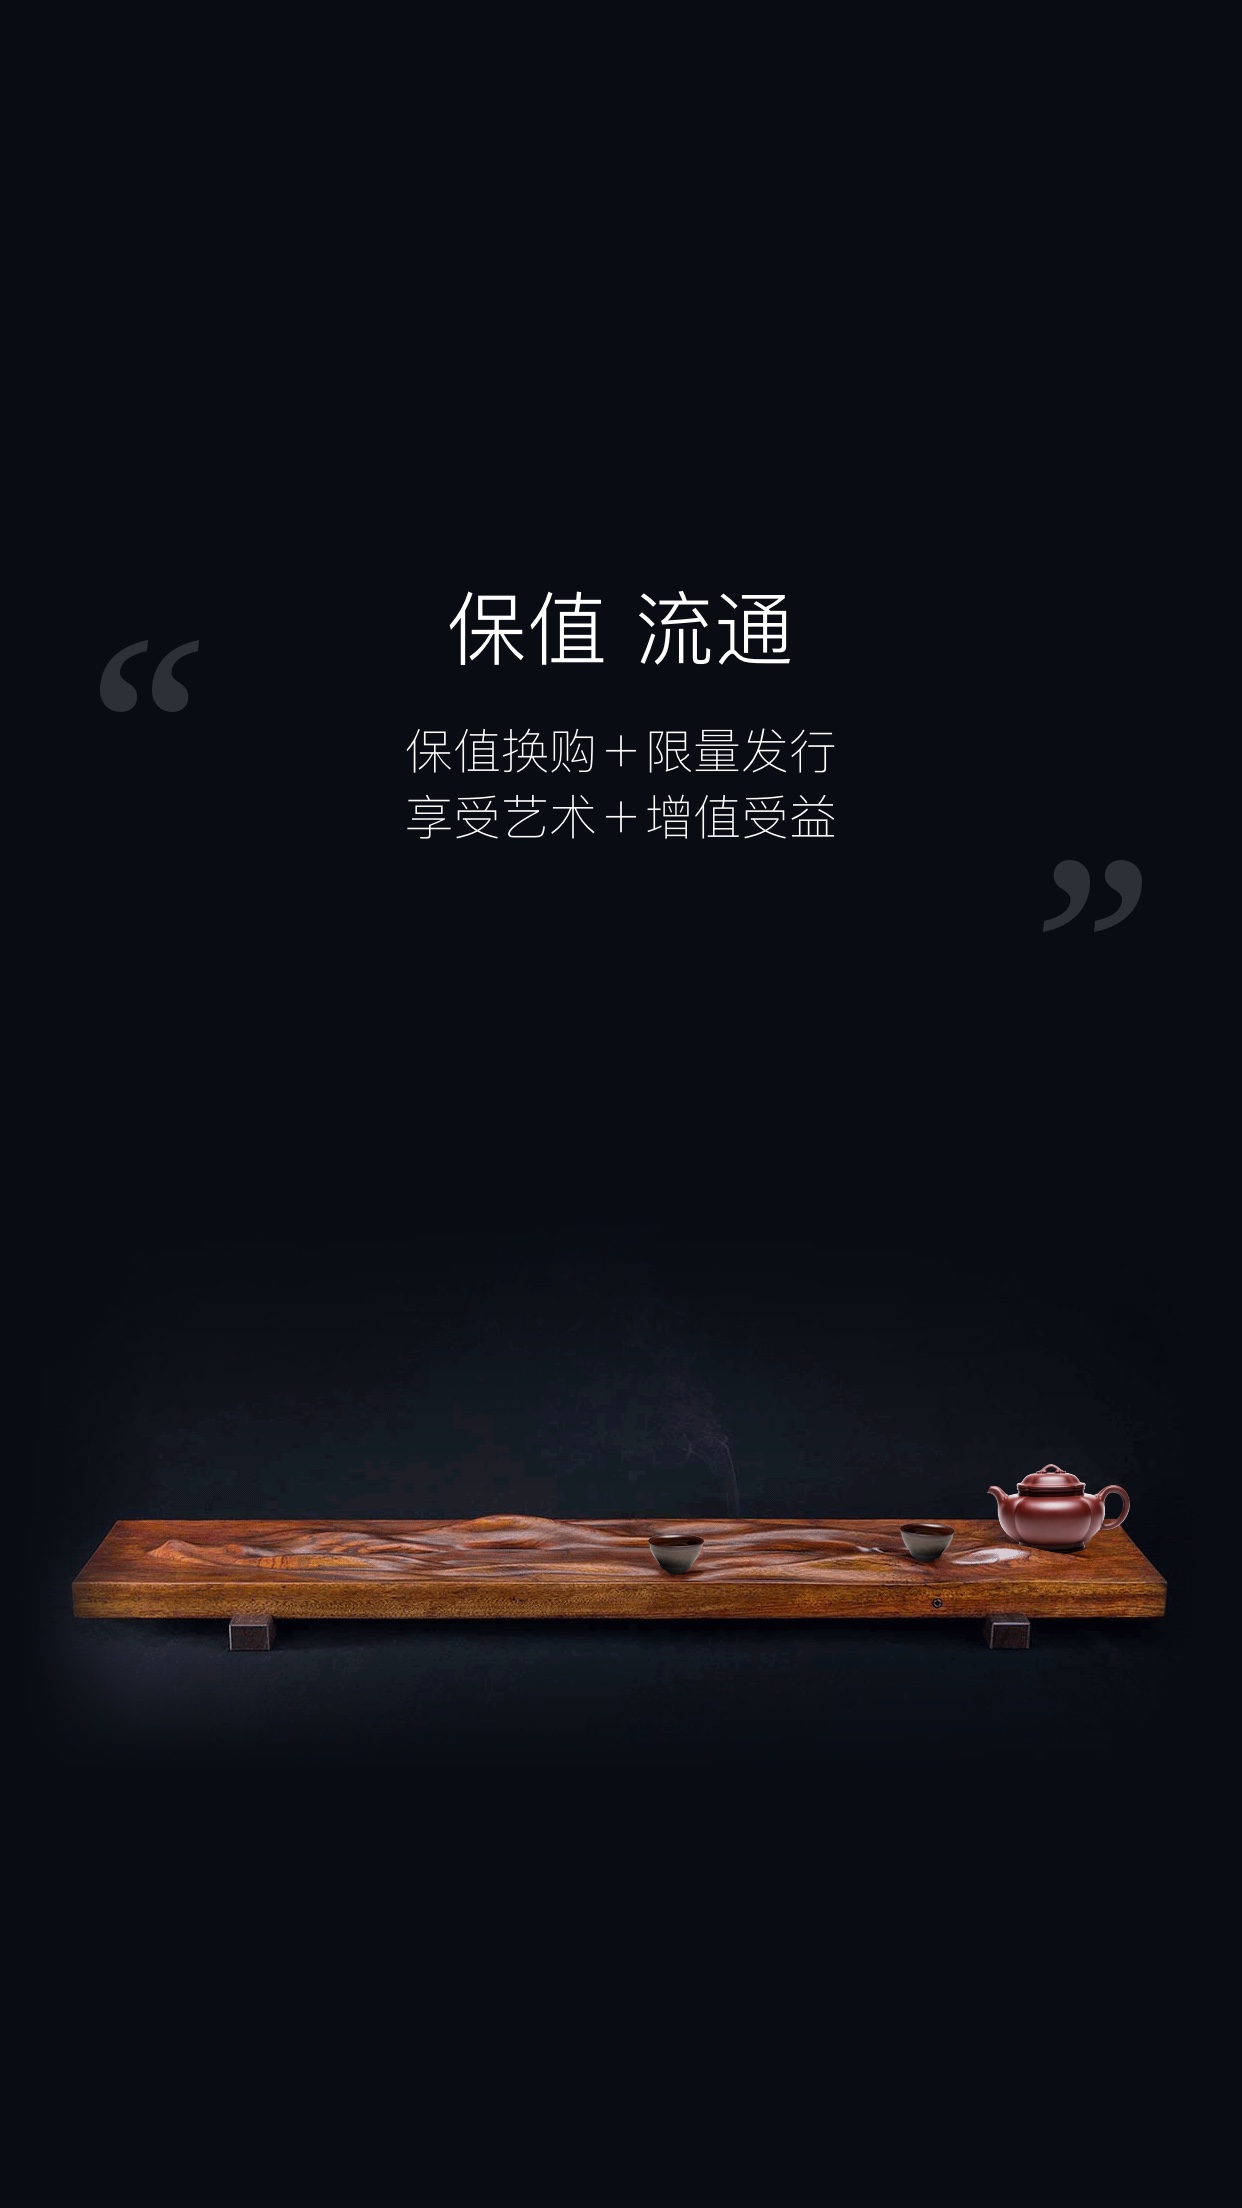 保值 流通
“
保值换购+限量发行
享受艺术+增值受益
”